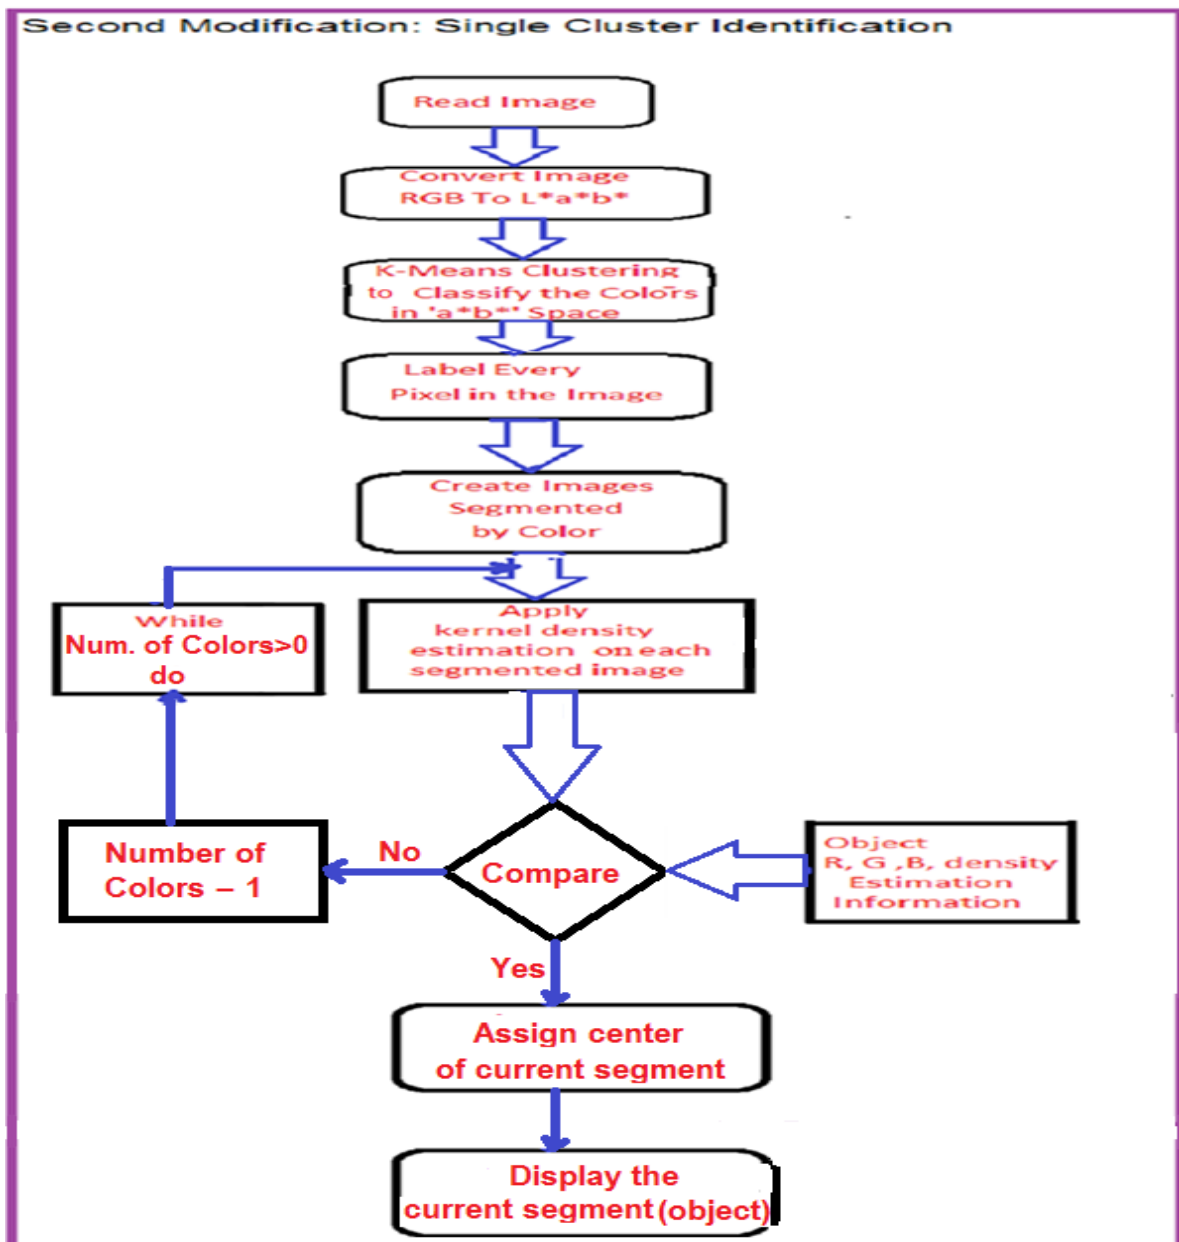 Second Modification: Single Cluster Identification
Read Image
Convert Image
RGB To L*a*b*
K-Means Clustering
to Classify the Colors
in 'a*b*' Space
Label Every
Pixel in the Image
Create Images
Segmented
by Color
While
Num. of Colors>0
do
Apply
kernel density
estimation on each
segmented image
Number of
Colors – 1
No
Compare
Object
R, G ,B, density
Estimation
Information
Yes
Assign center
of current segment
Display the
current segment(object)